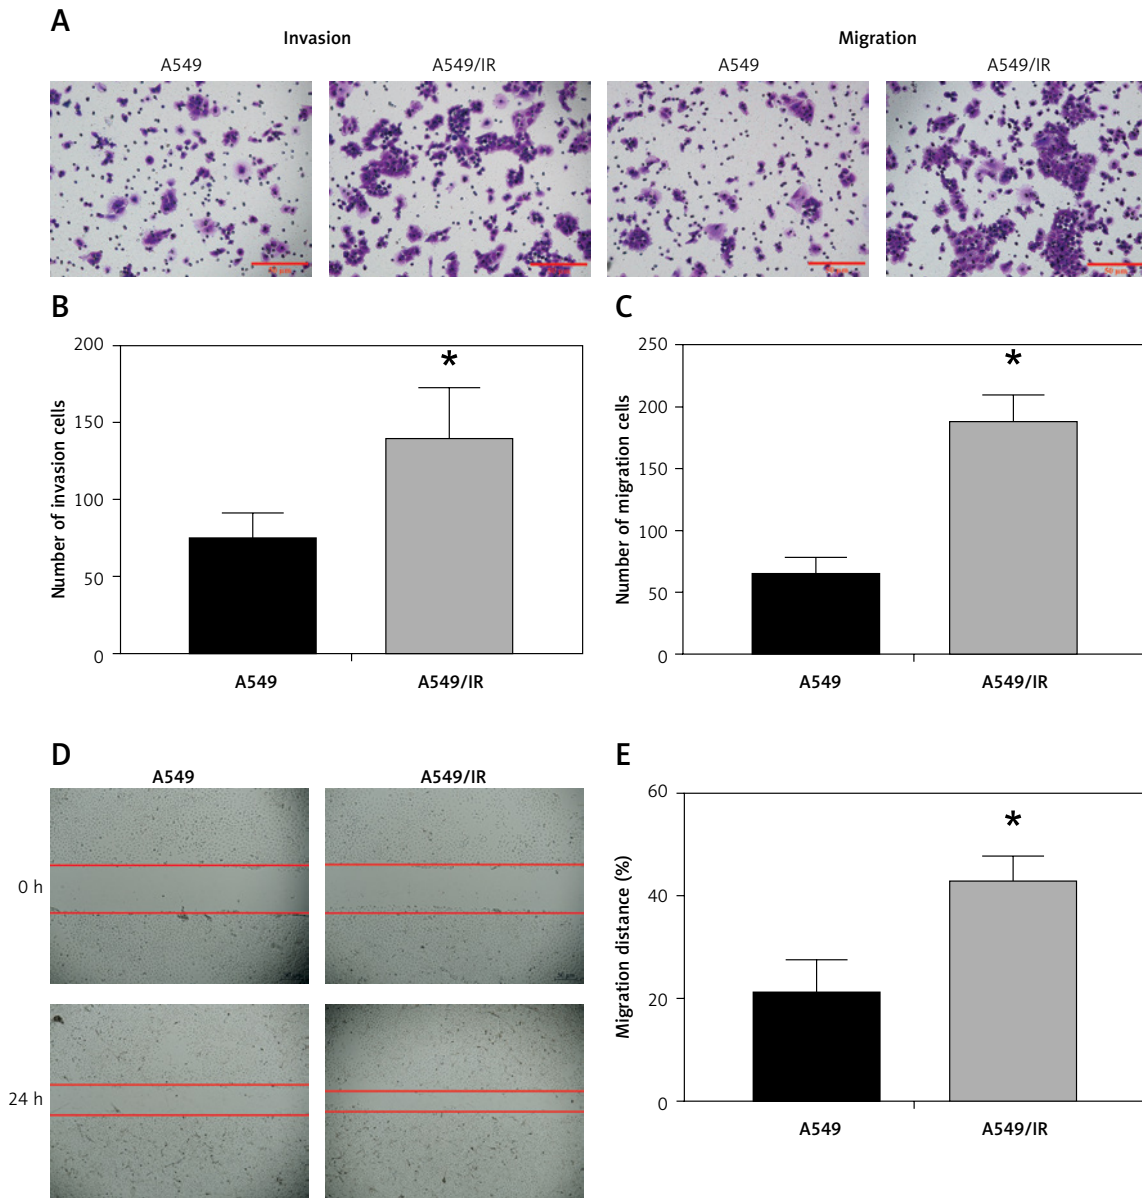 A
Invasion
Migration
A549
A549/IR
A549
A549/IR
50 μm
B
C
200
150
100
50
0
Number of invasion cells
*
A549
A549/IR
250
200
150
100
50
0
Number of migration cells
*
A549
A549/IR
D
E
A549
A549/IR
0 h
24 h
60
40
20
0
Migration distance (%)
*
A549
A549/IR